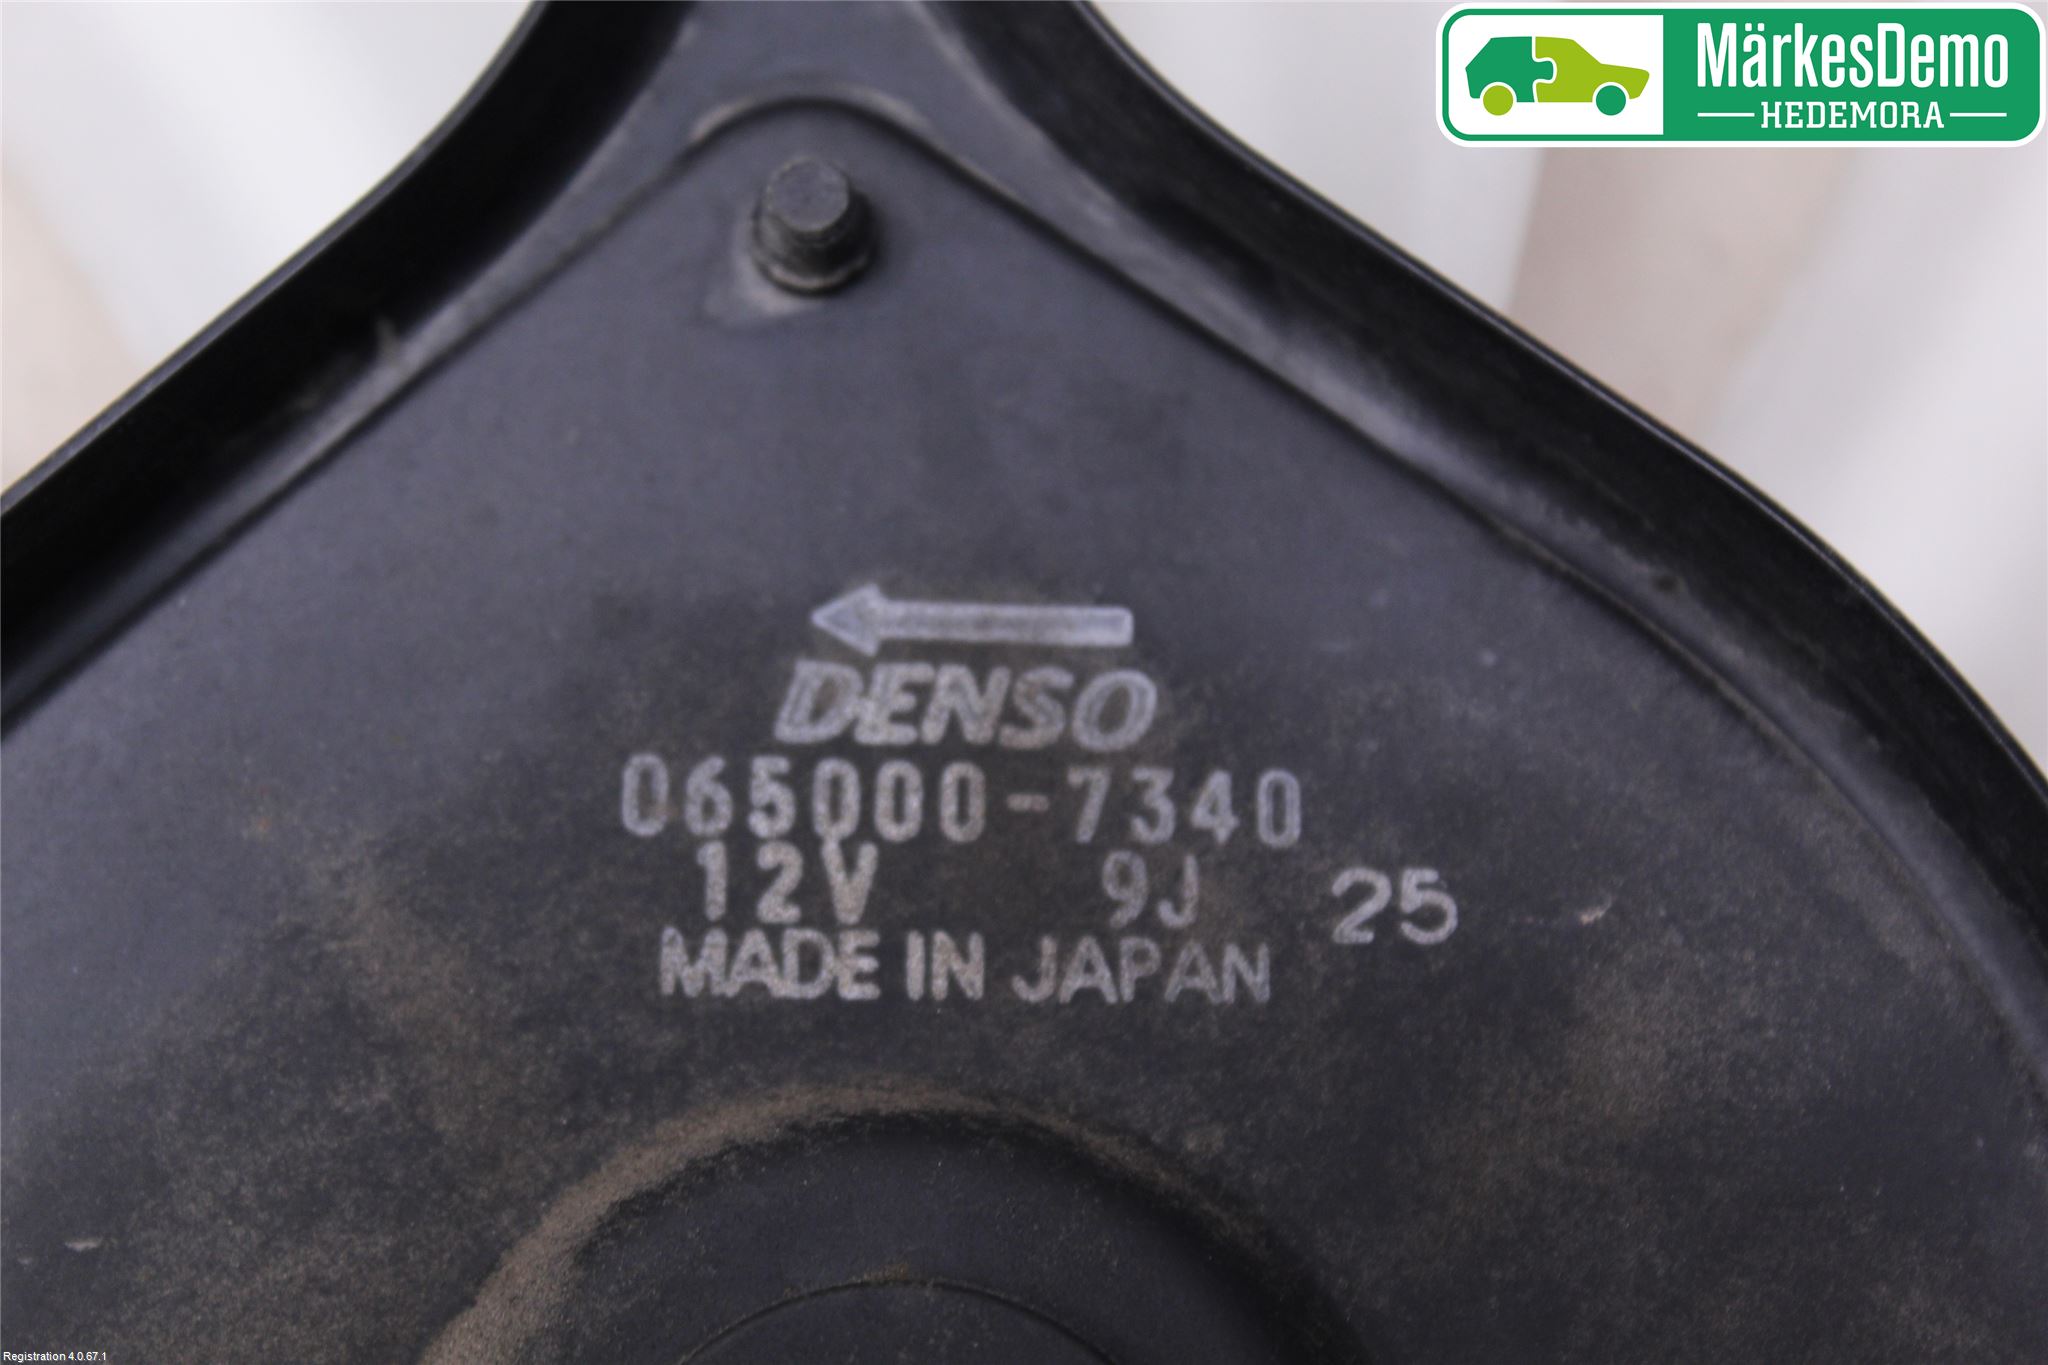 MärkesDemo
HEDEMORA
DENSO
065000-7340
12V 9J 25
MADE IN JAPAN
Registration 4.0.67.1